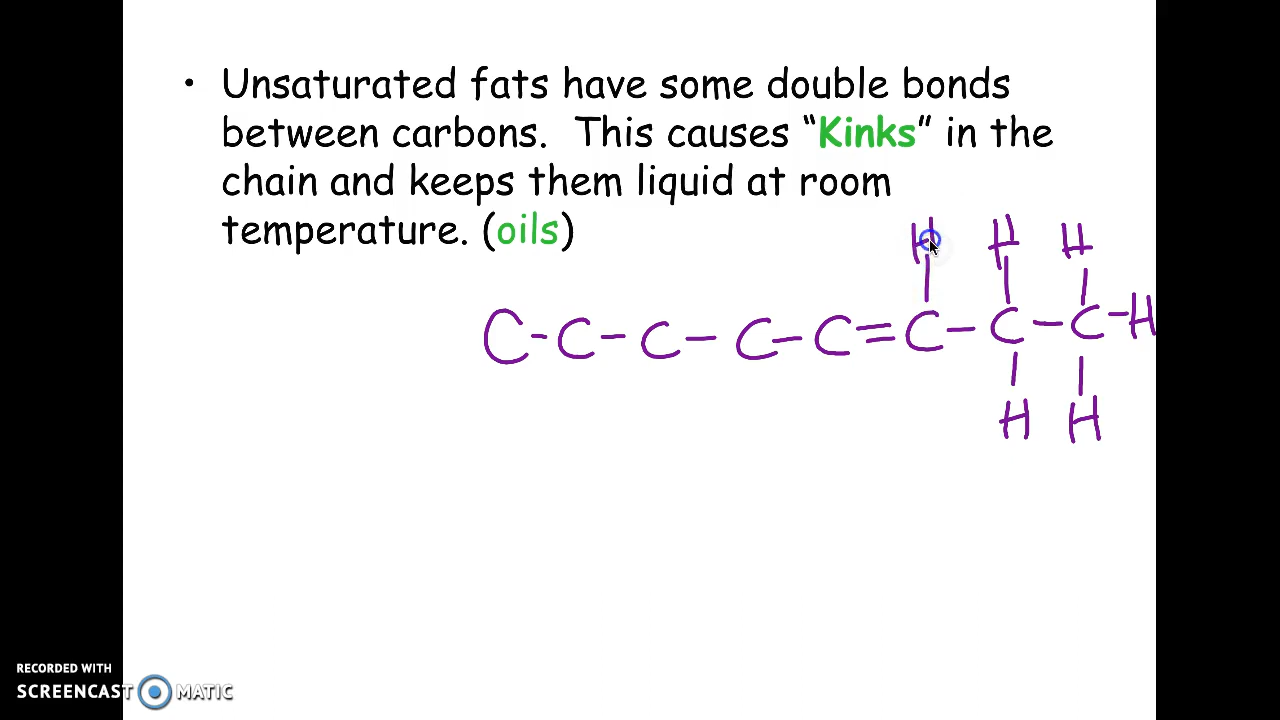 • Unsaturated fats have some double bonds
between carbons. This causes “Kinks” in the
chain and keeps them liquid at room
temperature. (oils)
H H H
C - C - C - C - C = C - C - C - H
H H
RECORDED WITH
SCREENCAST MATIC